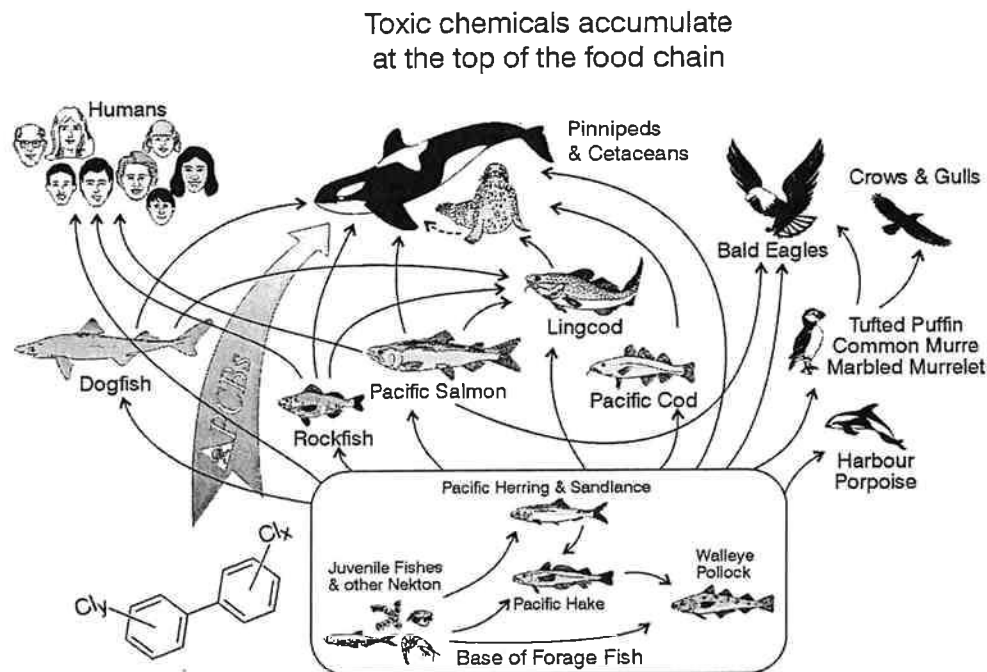 Toxic chemicals accumulate
at the top of the food chain
Humans
Pinnipeds
& Cetaceans
Crows & Gulls
Bald Eagles
Lingcod
Tufted Puffin
Common Murre
Marbled Murrelet
Dogfish
Pacific Salmon
Pacific Cod
Rockfish
PCBs
Harbour
Porpoise
Pacific Herring & Sandlance
Clx
Cly
Juvenile Fishes
& other Nekton
Pacific Hake
Walleye
Pollock
Base of Forage Fish